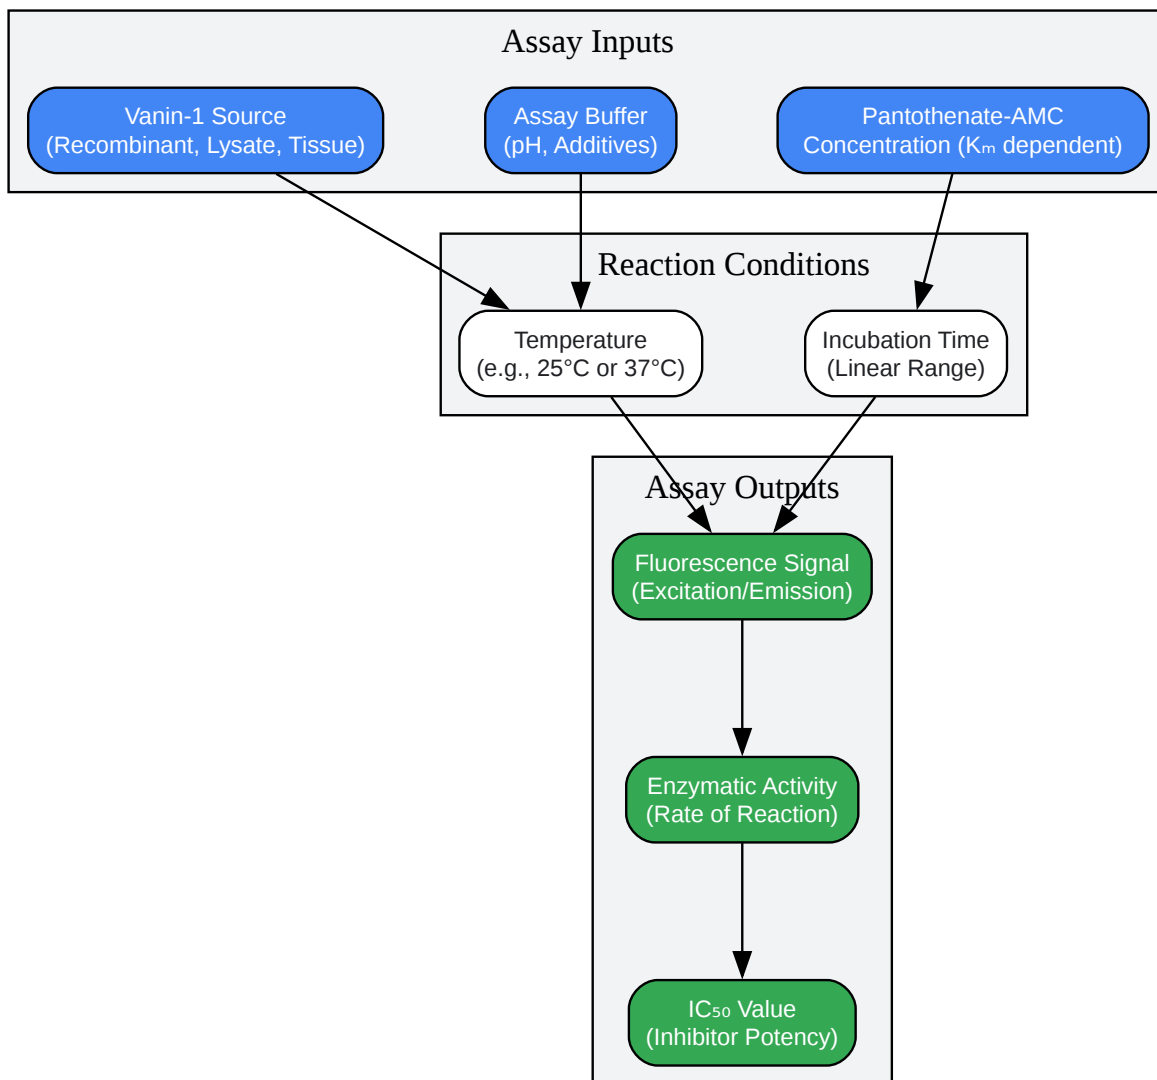 Assay Inputs
Vanin-1 Source
(Recombinant, Lysate, Tissue)
Assay Buffer
(pH, Additives)
Pantothenate-AMC
Concentration (Kₘ dependent)
Reaction Conditions
Temperature
(e.g., 25°C or 37°C)
Incubation Time
(Linear Range)
Assay Outputs
Fluorescence Signal
(Excitation/Emission)
Enzymatic Activity
(Rate of Reaction)
IC₅₀ Value
(Inhibitor Potency)